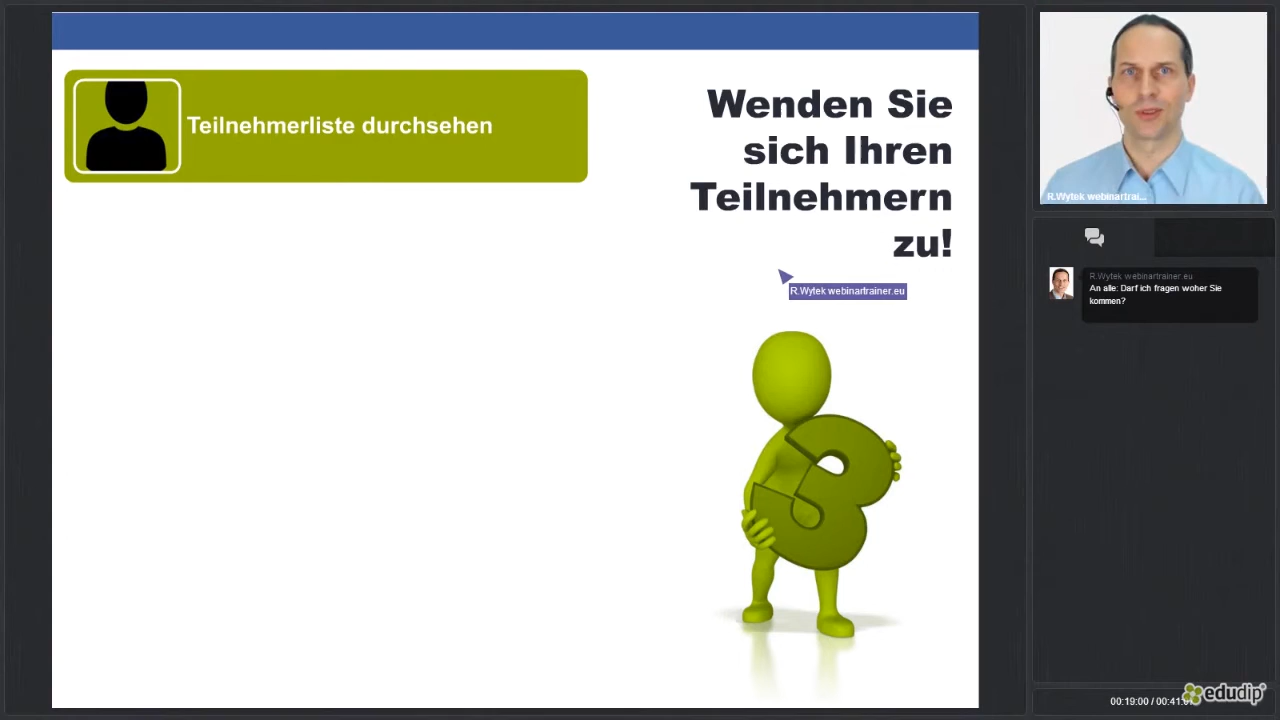 Teilnehmerliste durchsehen
Wenden Sie
sich Ihren
Teilnehmern
zu!
R.Wytek webinartrainer.eu
3
R.Wytek webinartrai...
R.Wytek webinartrainer.eu
An alle: Darf ich fragen woher Sie
kommen?
00:19:00 / 00:41:
edudip